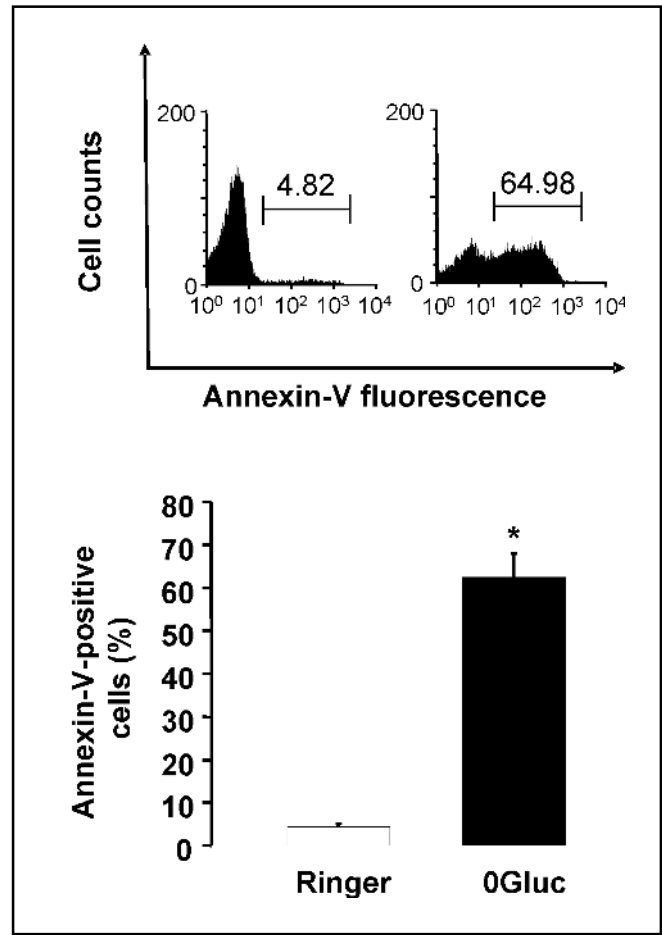 200
4.82
0
10⁰ 10¹ 10² 10³ 10⁴
200
64.98
0
10⁰ 10¹ 10² 10³ 10⁴
Cell counts
Annexin-V fluorescence
Annexin-V-positive
cells (%)
80
70
60
50
40
30
20
10
0
*
Ringer 0Gluc